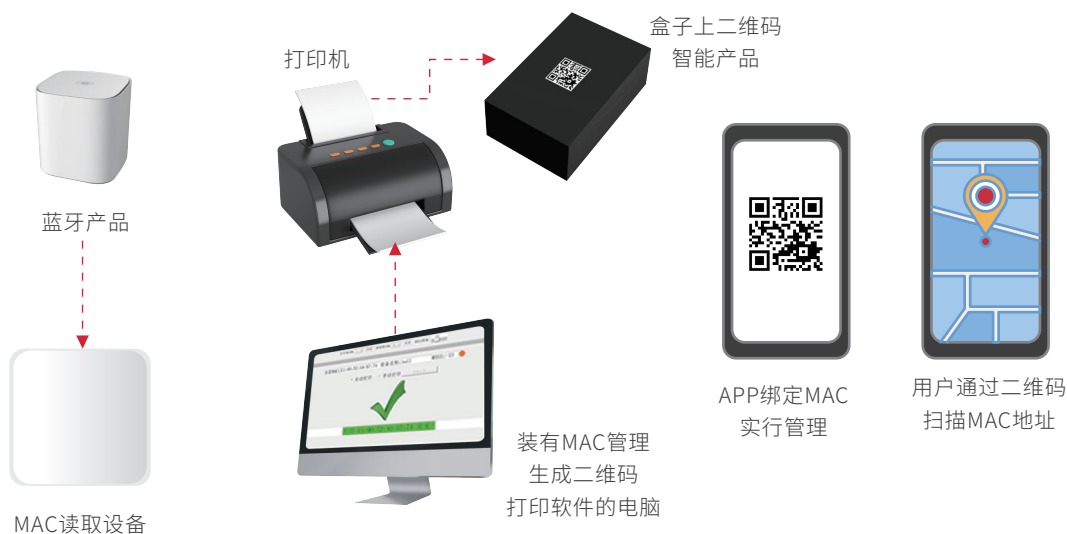 打印机
盒子上二维码
智能产品
蓝牙产品
MAC读取设备
装有MAC管理
生成二维码
打印软件的电脑
APP绑定MAC
实行管理
用户通过二维码
扫描MAC地址